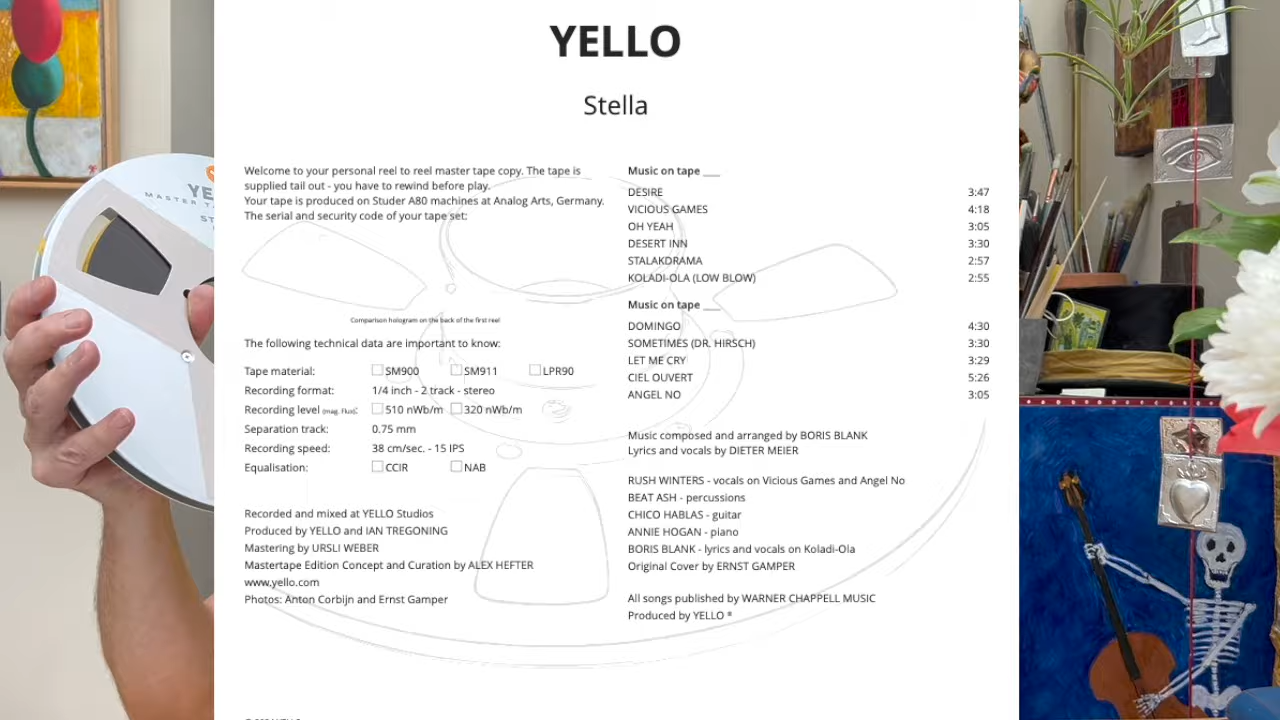 YELLO
Stella
Welcome to your personal reel to reel master tape copy. The tape is
supplied tail out - you have to rewind before play.
Your tape is produced on Studer A80 machines at Analog Arts, Germany.
The serial and security code of your tape set:
Comparison hologram on the back of the first reel
The following technical data are important to know:
Tape material: SM900 SM911 LPR90
Recording format: 1/4 inch - 2 track - stereo
Recording level (mag. Flux): 510 nWb/m 320 nWb/m
Separation track: 0.75 mm
Recording speed: 38 cm/sec. - 15 IPS
Equalisation: CCIR NAB
Recorded and mixed at YELLO Studios
Produced by YELLO and IAN TREGONING
Mastering by URSLI WEBER
Mastertape Edition Concept and Curation by ALEX HEFTER
www.yello.com
Photos: Anton Corbijn and Ernst Gamper
Music on tape ___
DESIRE 3:47
VICIOUS GAMES 4:18
OH YEAH 3:05
DESERT INN 3:30
STALAKDRAMA 2:57
KOLADI-OLA (LOW BLOW) 2:55
Music on tape ___
DOMINGO 4:30
SOMETIMES (DR. HIRSCH) 3:30
LET ME CRY 3:29
CIEL OUVERT 5:26
ANGEL NO 3:05
Music composed and arranged by BORIS BLANK
Lyrics and vocals by DIETER MEIER
RUSH WINTERS - vocals on Vicious Games and Angel No
BEAT ASH - percussions
CHICO HABLAS - guitar
ANNIE HOGAN - piano
BORIS BLANK - lyrics and vocals on Koladi-Ola
Original Cover by ERNST GAMPER
All songs published by WARNER CHAPPELL MUSIC
Produced by YELLO ®